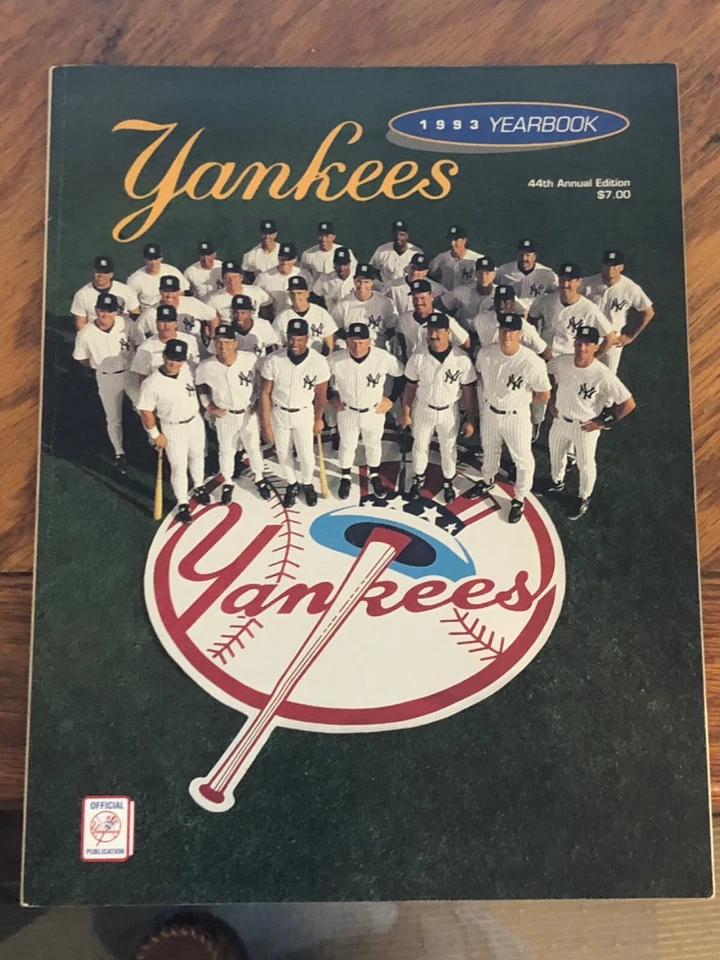 1993 YEARBOOK
Yankees
44th Annual Edition
$7.00
Yankees
OFFICIAL
PUBLICATION